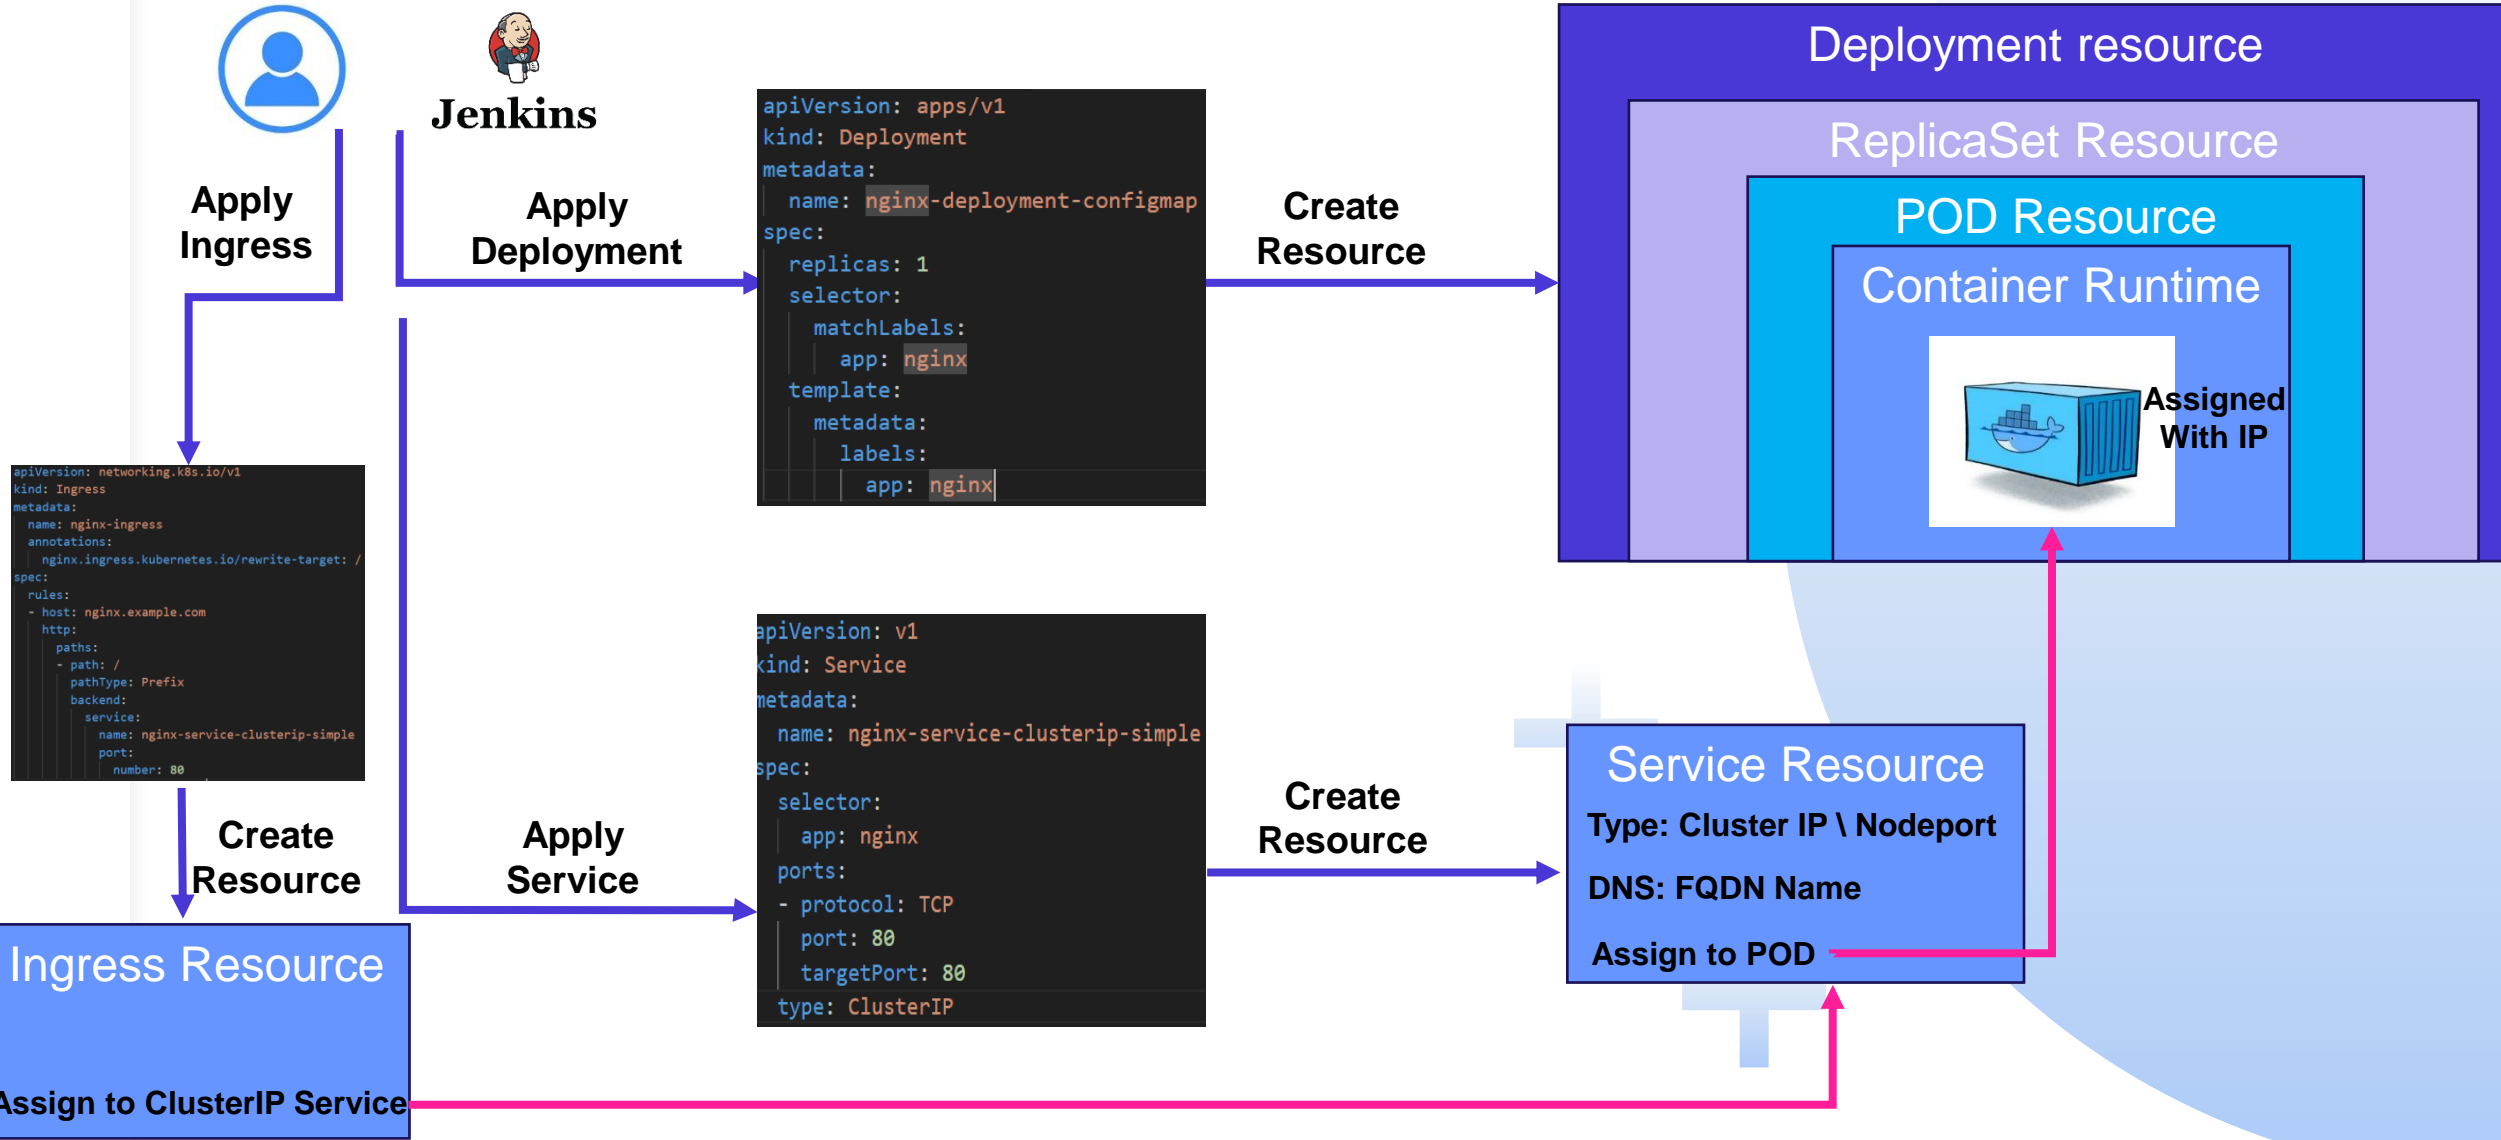 Jenkins
Apply
Ingress
Apply
Deployment
apiVersion: apps/v1
kind: Deployment
metadata:
name: nginx-deployment-configmap
spec:
replicas: 1
selector:
matchLabels:
app: nginx
template:
metadata:
labels:
app: nginx
Create
Resource
Deployment resource
ReplicaSet Resource
POD Resource
Container Runtime
Assigned
With IP
apiVersion: networking.k8s.io/v1
kind: Ingress
metadata:
name: nginx-ingress
annotations:
nginx.ingress.kubernetes.io/rewrite-target: /
spec:
rules:
- host: nginx.example.com
http:
paths:
- path: /
pathType: Prefix
backend:
service:
name: nginx-service-clusterip-simple
port:
number: 80
Create
Resource
Apply
Service
apiVersion: v1
kind: Service
metadata:
name: nginx-service-clusterip-simple
spec:
selector:
app: nginx
ports:
- protocol: TCP
port: 80
targetPort: 80
type: ClusterIP
Create
Resource
Service Resource
Type: Cluster IP \ Nodeport
DNS: FQDN Name
Assign to POD
Ingress Resource
Assign to ClusterIP Service